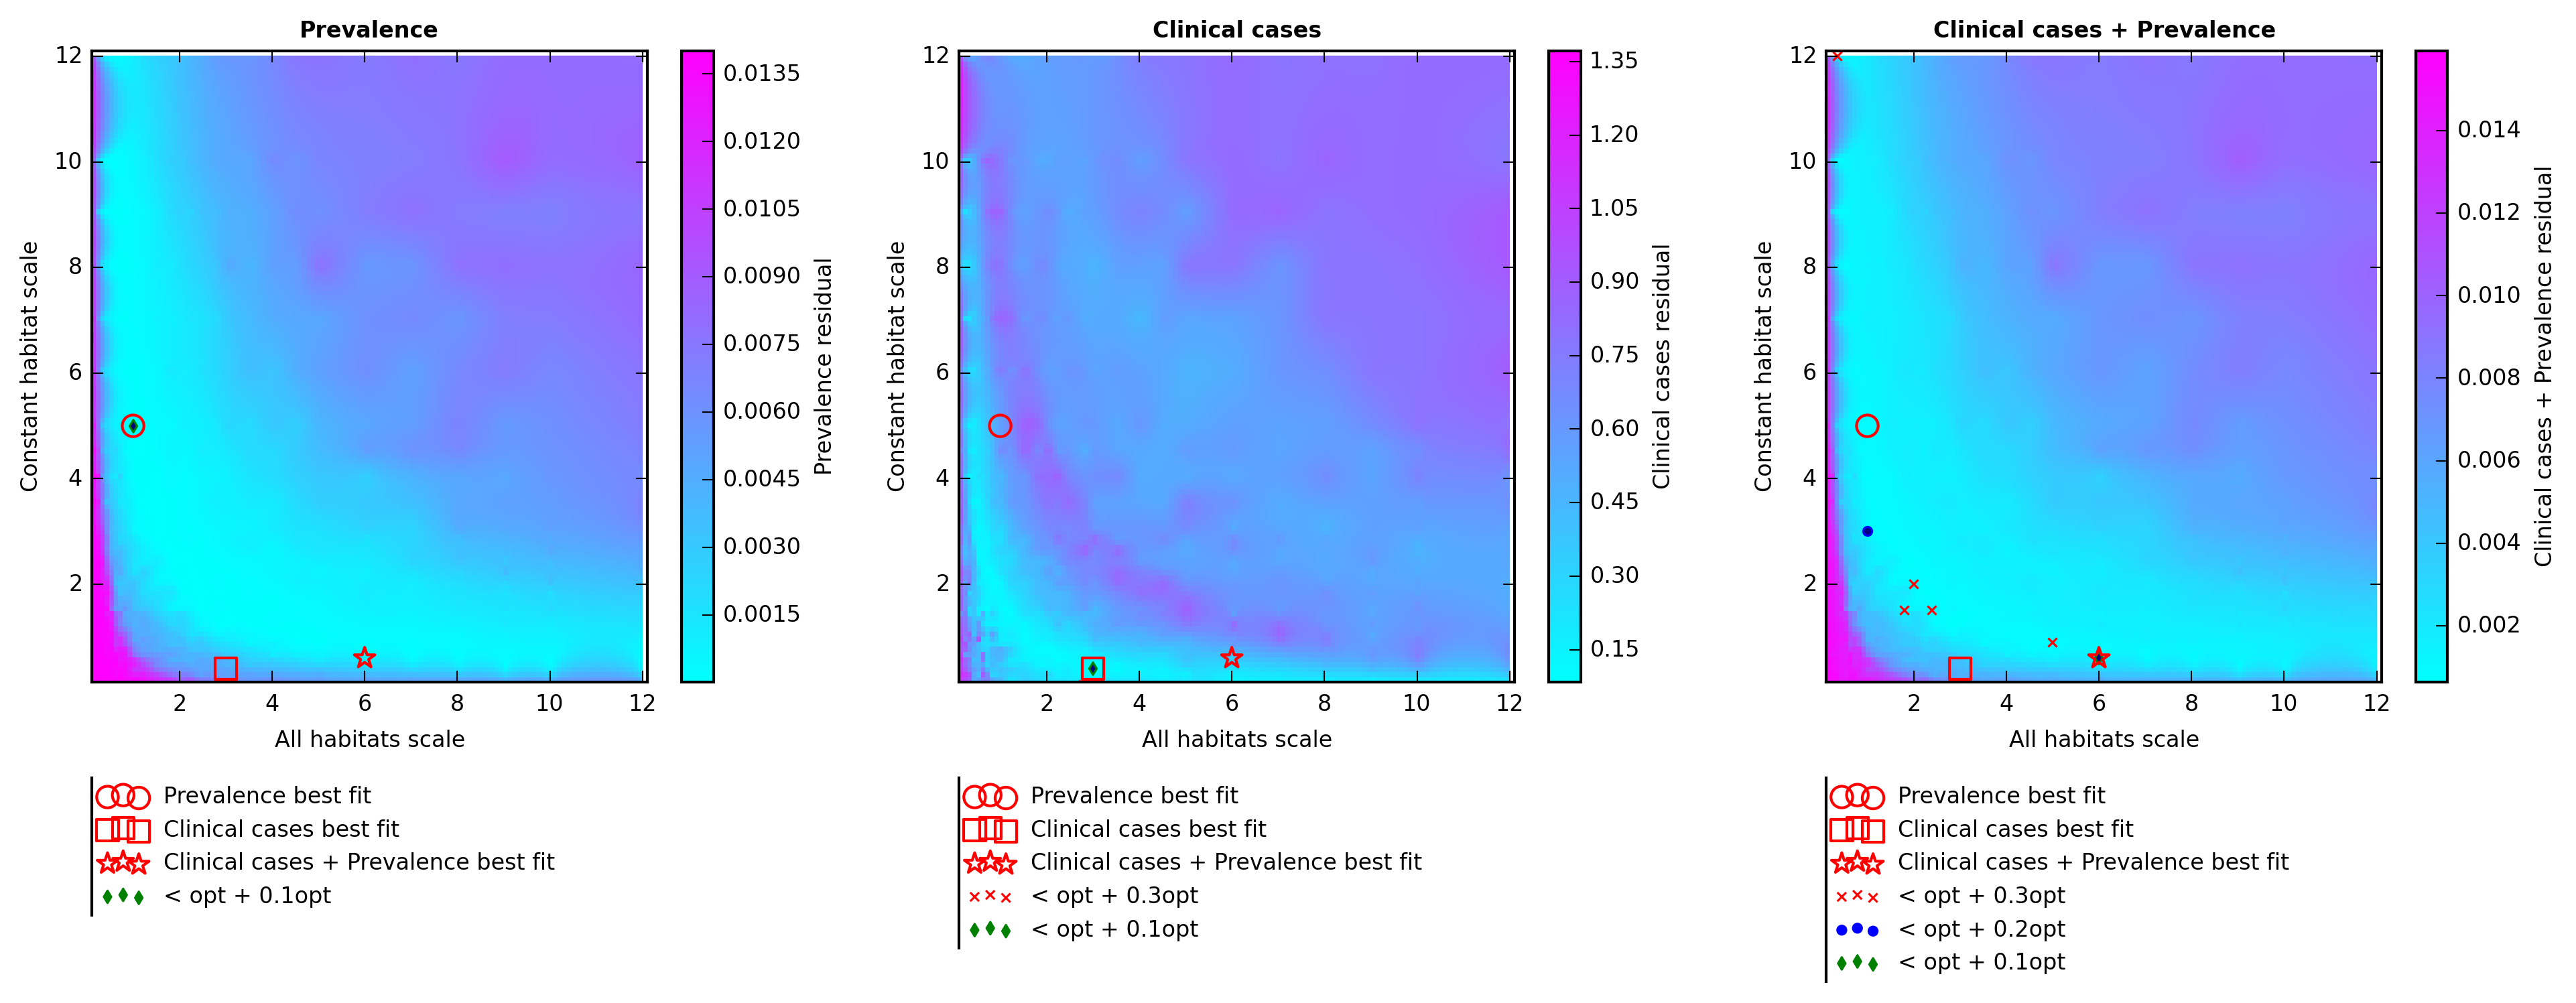 Prevalence
Constant habitat scale
12
10
8
6
4
2
2 4 6 8 10 12
All habitats scale
0.0135
0.0120
0.0105
0.0090
0.0075
0.0060
0.0045
0.0030
0.0015
Prevalence residual
Prevalence best fit
Clinical cases best fit
Clinical cases + Prevalence best fit
< opt + 0.1opt
Clinical cases
Constant habitat scale
12
10
8
6
4
2
2 4 6 8 10 12
All habitats scale
1.35
1.20
1.05
0.90
0.75
0.60
0.45
0.30
0.15
Clinical cases residual
Prevalence best fit
Clinical cases best fit
Clinical cases + Prevalence best fit
< opt + 0.3opt
< opt + 0.1opt
Clinical cases + Prevalence
Constant habitat scale
12
10
8
6
4
2
2 4 6 8 10 12
All habitats scale
0.014
0.012
0.010
0.008
0.006
0.004
0.002
Clinical cases + Prevalence residual
Prevalence best fit
Clinical cases best fit
Clinical cases + Prevalence best fit
< opt + 0.3opt
< opt + 0.2opt
< opt + 0.1opt